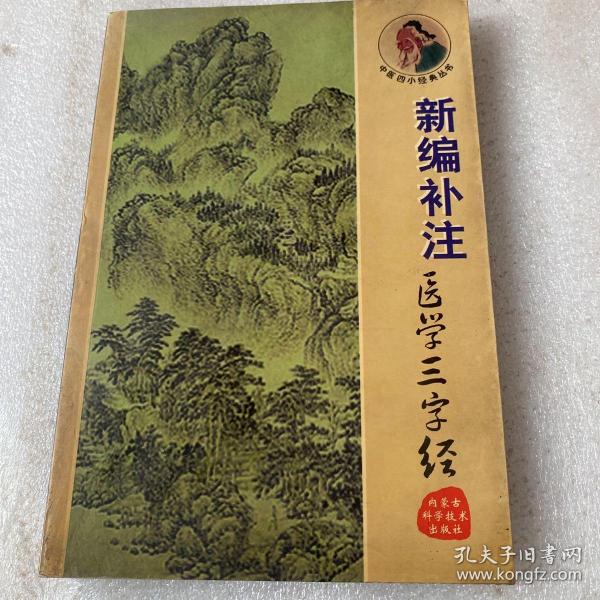 中医四小经典丛书
新编补注
医学三字经
内蒙古
科学技术
出版社
孔夫子旧书网
www.kongfz.com